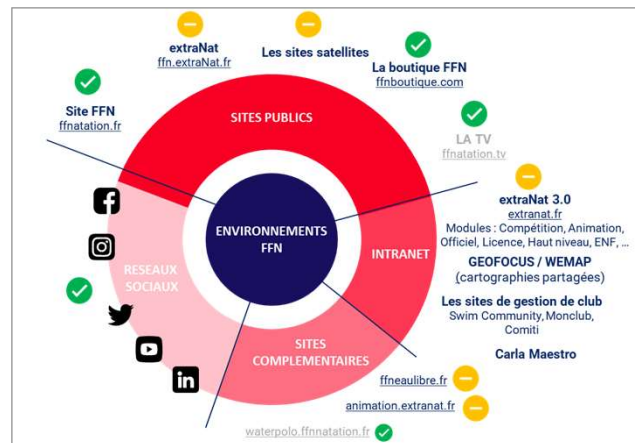 extraNat
ffn.extraNat.fr
Les sites satellites
La boutique FFN
ffnboutique.com
Site FFN
ffnatation.fr
SITES PUBLICS
LA TV
ffnatation.tv
extraNat 3.0
extranat.fr
Modules : Compétition, Animation,
Officiel, Licence, Haut niveau, ENF, ...
GEOFOCUS / WEMAP
(cartographies partagées)
Les sites de gestion de club
Swim Community, Monclub,
Comiti
Carla Maestro
ENVIRONNEMENTS
FFN
INTRANET
RESEAUX
SOCIAUX
SITES
COMPLEMENTAIRES
ffneaulibre.fr
animation.extranat.fr
waterpolo.ffnnatation.fr